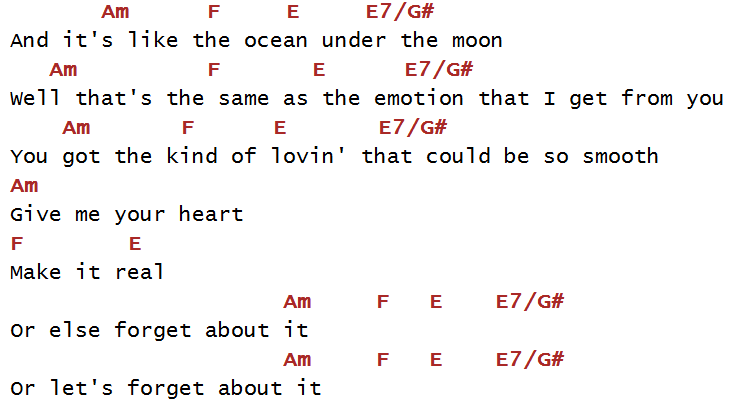 Am F E E7/G#
And it's like the ocean under the moon
Am F E E7/G#
Well that's the same as the emotion that I get from you
Am F E E7/G#
You got the kind of lovin' that could be so smooth
Am
Give me your heart
F E
Make it real
Am F E E7/G#
Or else forget about it
Am F E E7/G#
Or let's forget about it